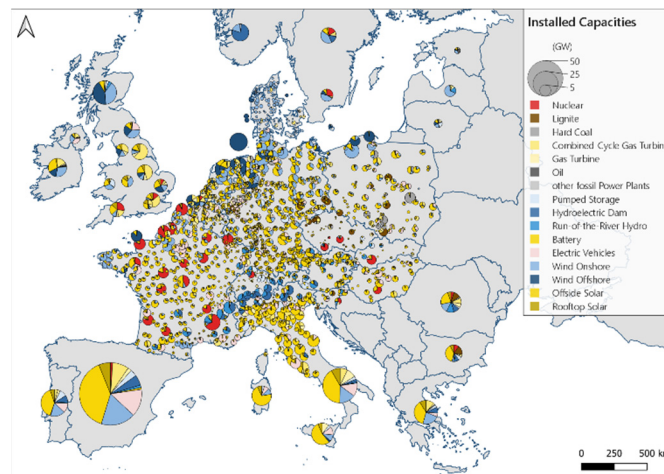 Installed Capacities
(GW)
50
25
5
Nuclear
Lignite
Hard Coal
Combined Cycle Gas Turbin
Gas Turbine
Oil
other fossil Power Plants
Pumped Storage
Hydroelectric Dam
Run-of-the-River Hydro
Battery
Electric Vehicles
Wind Onshore
Wind Offshore
Offside Solar
Rooftop Solar
0 250 500 k